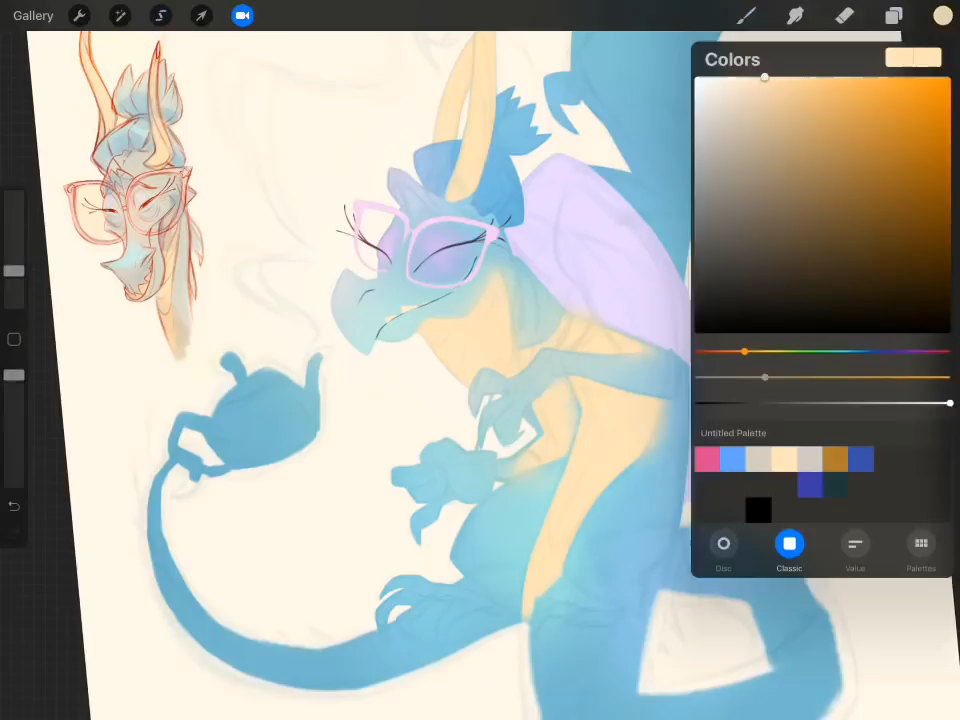 Gallery
Colors
Untitled Palette
Disc
Classic
Value
Palettes